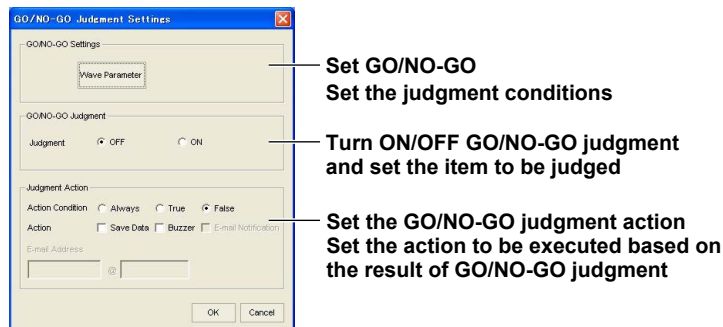 GO/NO-GO Judgment Settings
GO/NO-GO Settings
Wave Parameter
Set GO/NO-GO
Set the judgment conditions
GO/NO-GO Judgment
Judgment OFF ON
Turn ON/OFF GO/NO-GO judgment
and set the item to be judged
Judgment Action
Action Condition Always True False
Action Save Data Buzzer E-mail Notification
E-mail Address
@
Set the GO/NO-GO judgment action
Set the action to be executed based on
the result of GO/NO-GO judgment
OK Cancel